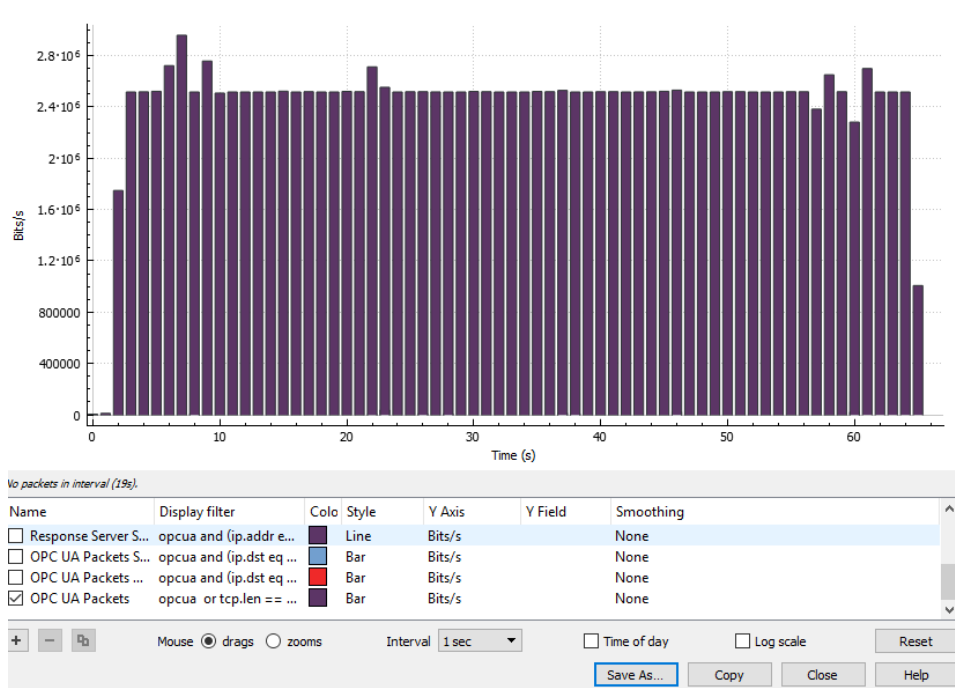 2.8·10⁶
2.4·10⁶
2·10⁶
1.6·10⁶
1.2·10⁶
800000
400000
0
Bits/s
0 10 20 30 40 50 60
Time (s)
No packets in interval (19s).
Name Display filter Colo Style Y Axis Y Field Smoothing
Response Server S... opcua and (ip.addr e... Line Bits/s None
OPC UA Packets S... opcua and (ip.dst eq ... Bar Bits/s None
OPC UA Packets ... opcua and (ip.dst eq ... Bar Bits/s None
OPC UA Packets opcua or tcp.len == ... Bar Bits/s None
+ − Mouse drags zooms Interval 1 sec Time of day Log scale Reset
Save As... Copy Close Help